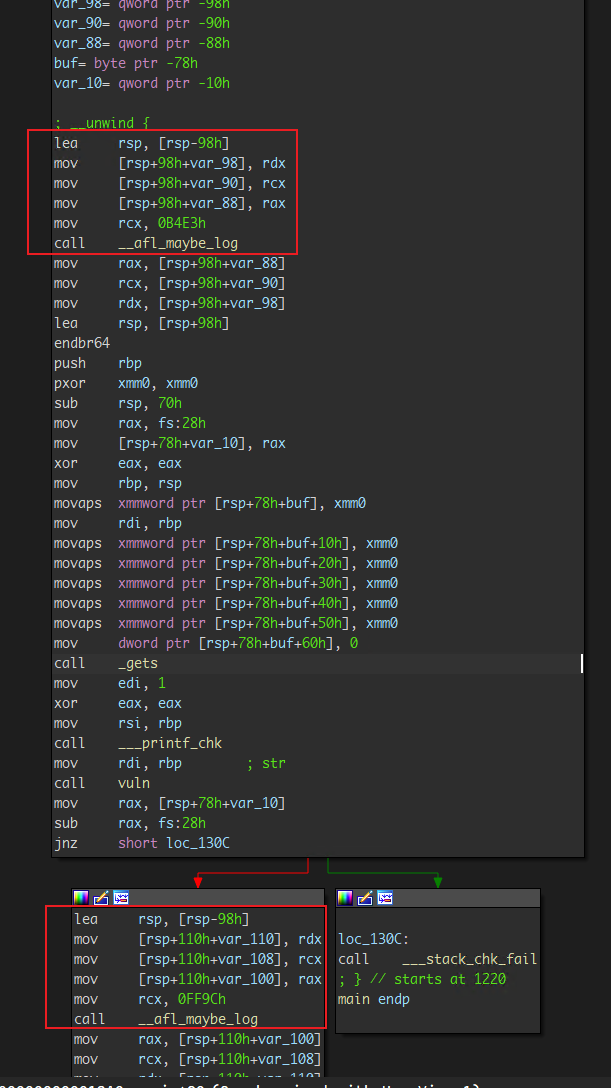 var_98= qword ptr -98h
var_90= qword ptr -90h
var_88= qword ptr -88h
buf= byte ptr -78h
var_10= qword ptr -10h
; __unwind {
lea rsp, [rsp-98h]
mov [rsp+98h+var_98], rdx
mov [rsp+98h+var_90], rcx
mov [rsp+98h+var_88], rax
mov rcx, 0B4E3h
call __afl_maybe_log
mov rax, [rsp+98h+var_88]
mov rcx, [rsp+98h+var_90]
mov rdx, [rsp+98h+var_98]
lea rsp, [rsp+98h]
endbr64
push rbp
pxor xmm0, xmm0
sub rsp, 70h
mov rax, fs:28h
mov [rsp+78h+var_10], rax
xor eax, eax
mov rbp, rsp
movaps xmmword ptr [rsp+78h+buf], xmm0
mov rdi, rbp
movaps xmmword ptr [rsp+78h+buf+10h], xmm0
movaps xmmword ptr [rsp+78h+buf+20h], xmm0
movaps xmmword ptr [rsp+78h+buf+30h], xmm0
movaps xmmword ptr [rsp+78h+buf+40h], xmm0
movaps xmmword ptr [rsp+78h+buf+50h], xmm0
mov dword ptr [rsp+78h+buf+60h], 0
call _gets
mov edi, 1
xor eax, eax
mov rsi, rbp
call ___printf_chk
mov rdi, rbp ; str
call vuln
mov rax, [rsp+78h+var_10]
sub rax, fs:28h
jnz short loc_130C
lea rsp, [rsp-98h]
mov [rsp+110h+var_110], rdx
mov [rsp+110h+var_108], rcx
mov [rsp+110h+var_100], rax
mov rcx, 0FF9Ch
call __afl_maybe_log
mov rax, [rsp+110h+var_100]
mov rcx, [rsp+110h+var_108]
loc_130C:
call ___stack_chk_fail
; } // starts at 1220
main endp